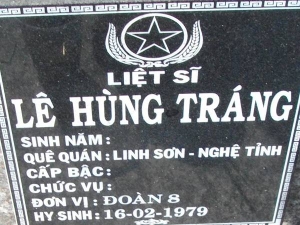 LIỆT SĨ
LÊ HÙNG TRÁNG
SINH NĂM :
QUÊ QUÁN : LINH SƠN - NGHỆ TỈNH
CẤP BẬC :
CHỨC VỤ :
ĐƠN VỊ : ĐOÀN 8
HY SINH : 16-02-1979